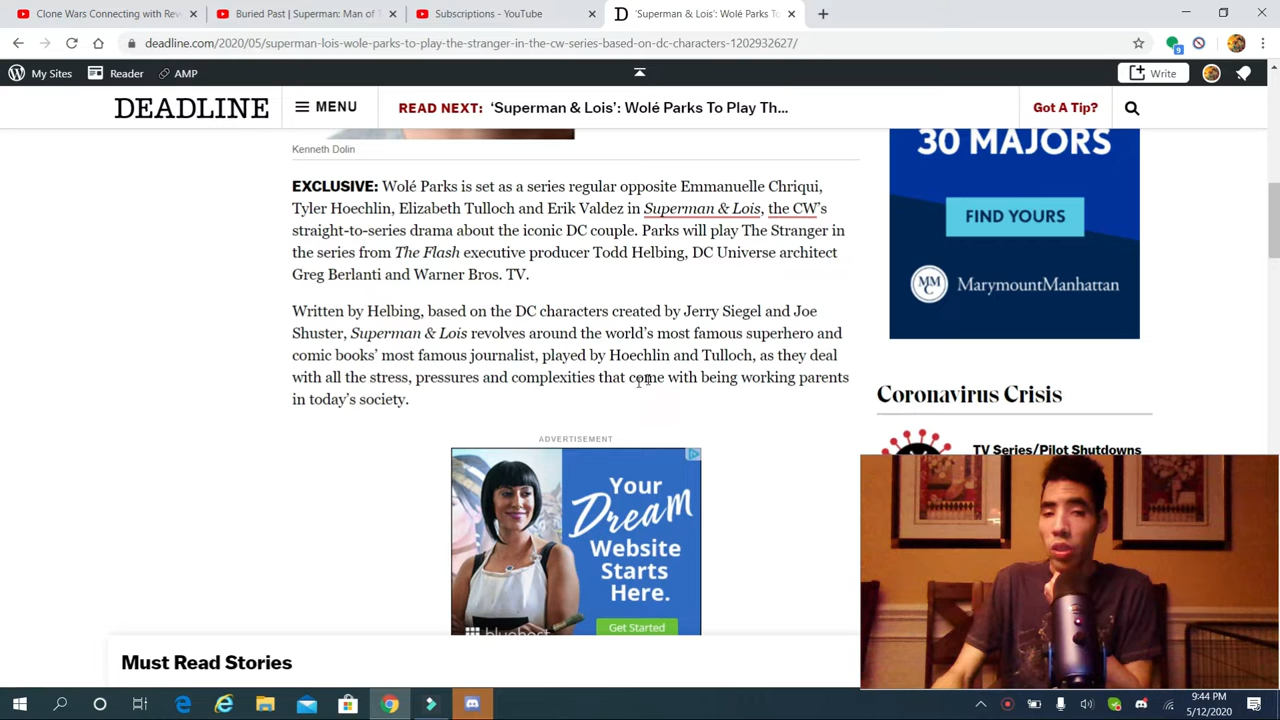 Clone Wars Connecting with Rev
Buried Past | Superman: Man of T
Subscriptions - YouTube
'Superman & Lois': Wolé Parks To
deadline.com/2020/05/superman-lois-wole-parks-to-play-the-stranger-in-the-cw-series-based-on-dc-characters-1202932627/
9
My Sites
Reader
AMP
Write
DEADLINE
MENU
READ NEXT: 'Superman & Lois': Wolé Parks To Play Th...
Got A Tip?
Kenneth Dolin
EXCLUSIVE: Wolé Parks is set as a series regular opposite Emmanuelle Chriqui,
Tyler Hoechlin, Elizabeth Tulloch and Erik Valdez in Superman & Lois, the CW's
straight-to-series drama about the iconic DC couple. Parks will play The Stranger in
the series from The Flash executive producer Todd Helbing, DC Universe architect
Greg Berlanti and Warner Bros. TV.
Written by Helbing, based on the DC characters created by Jerry Siegel and Joe
Shuster, Superman & Lois revolves around the world's most famous superhero and
comic books' most famous journalist, played by Hoechlin and Tulloch, as they deal
with all the stress, pressures and complexities that come with being working parents
in today's society.
30 MAJORS
FIND YOURS
MMC
MarymountManhattan
Coronavirus Crisis
TV Series/Pilot Shutdowns
ADVERTISEMENT
Your
Dream
Website
Starts
Here.
Get Started
bluehost
Must Read Stories
9:44 PM
5/12/2020